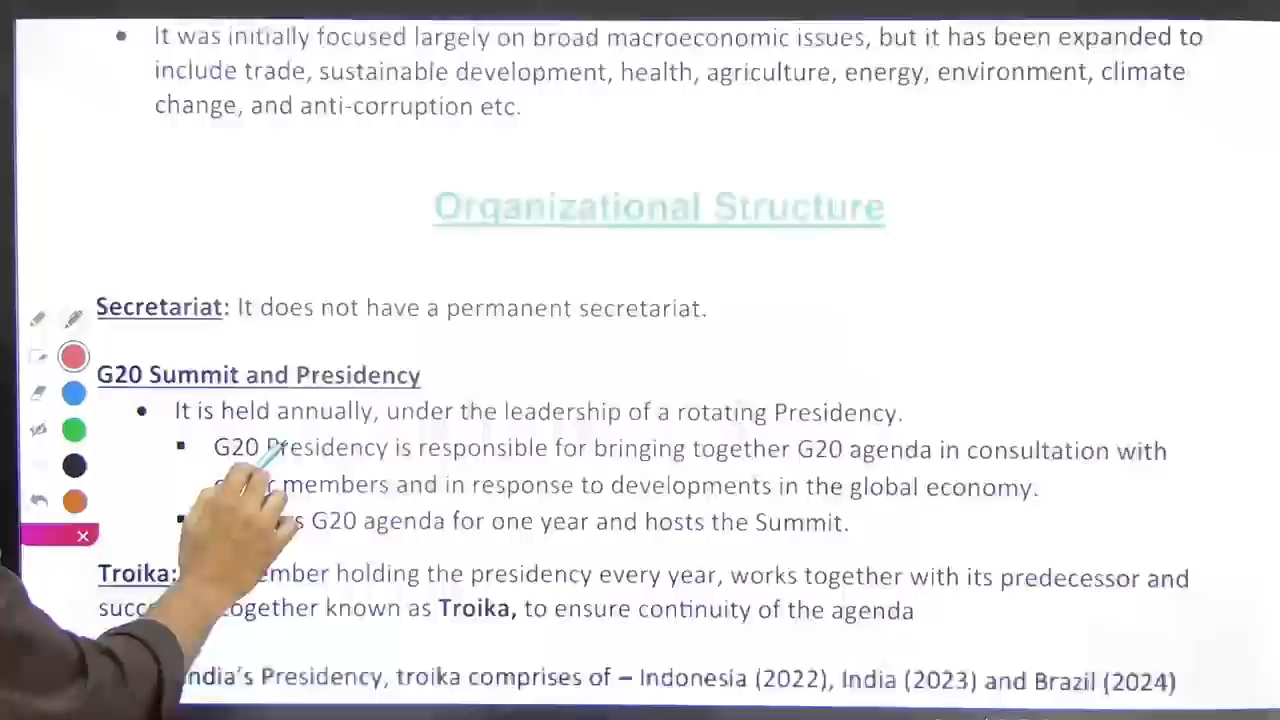 • It was initially focused largely on broad macroeconomic issues, but it has been expanded to
include trade, sustainable development, health, agriculture, energy, environment, climate
change, and anti-corruption etc.
Organizational Structure
Secretariat: It does not have a permanent secretariat.
G20 Summit and Presidency
• It is held annually, under the leadership of a rotating Presidency.
▪ G20 Presidency is responsible for bringing together G20 agenda in consultation with
members and in response to developments in the global economy.
▪ G20 agenda for one year and hosts the Summit.
Troika: holding the presidency every year, works together with its predecessor and
together known as Troika, to ensure continuity of the agenda
India's Presidency, troika comprises of – Indonesia (2022), India (2023) and Brazil (2024)